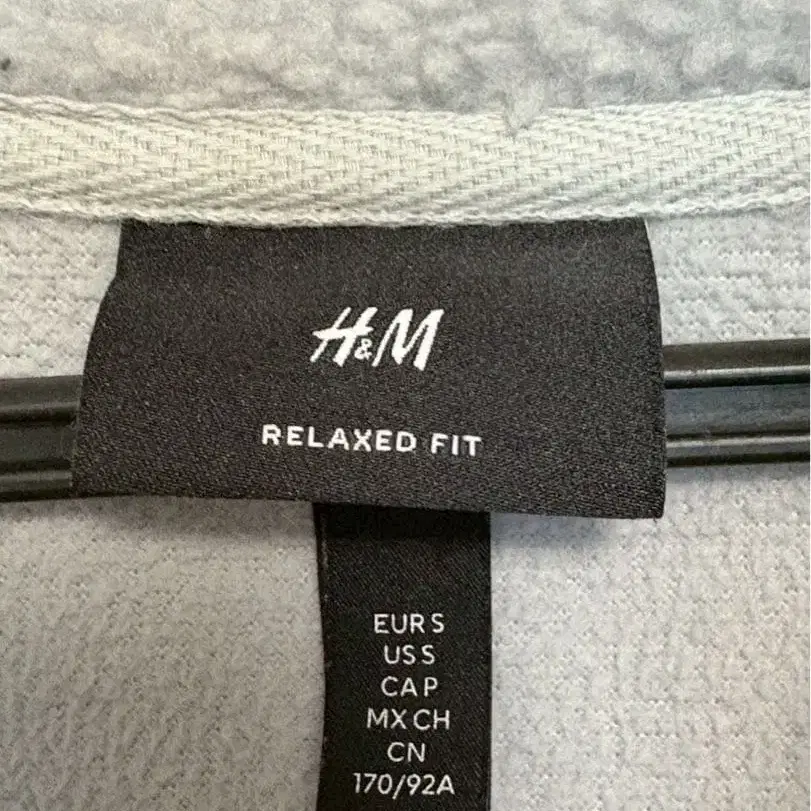 H&M
RELAXED FIT
EUR S
US S
CA P
MX CH
CN
170/92A